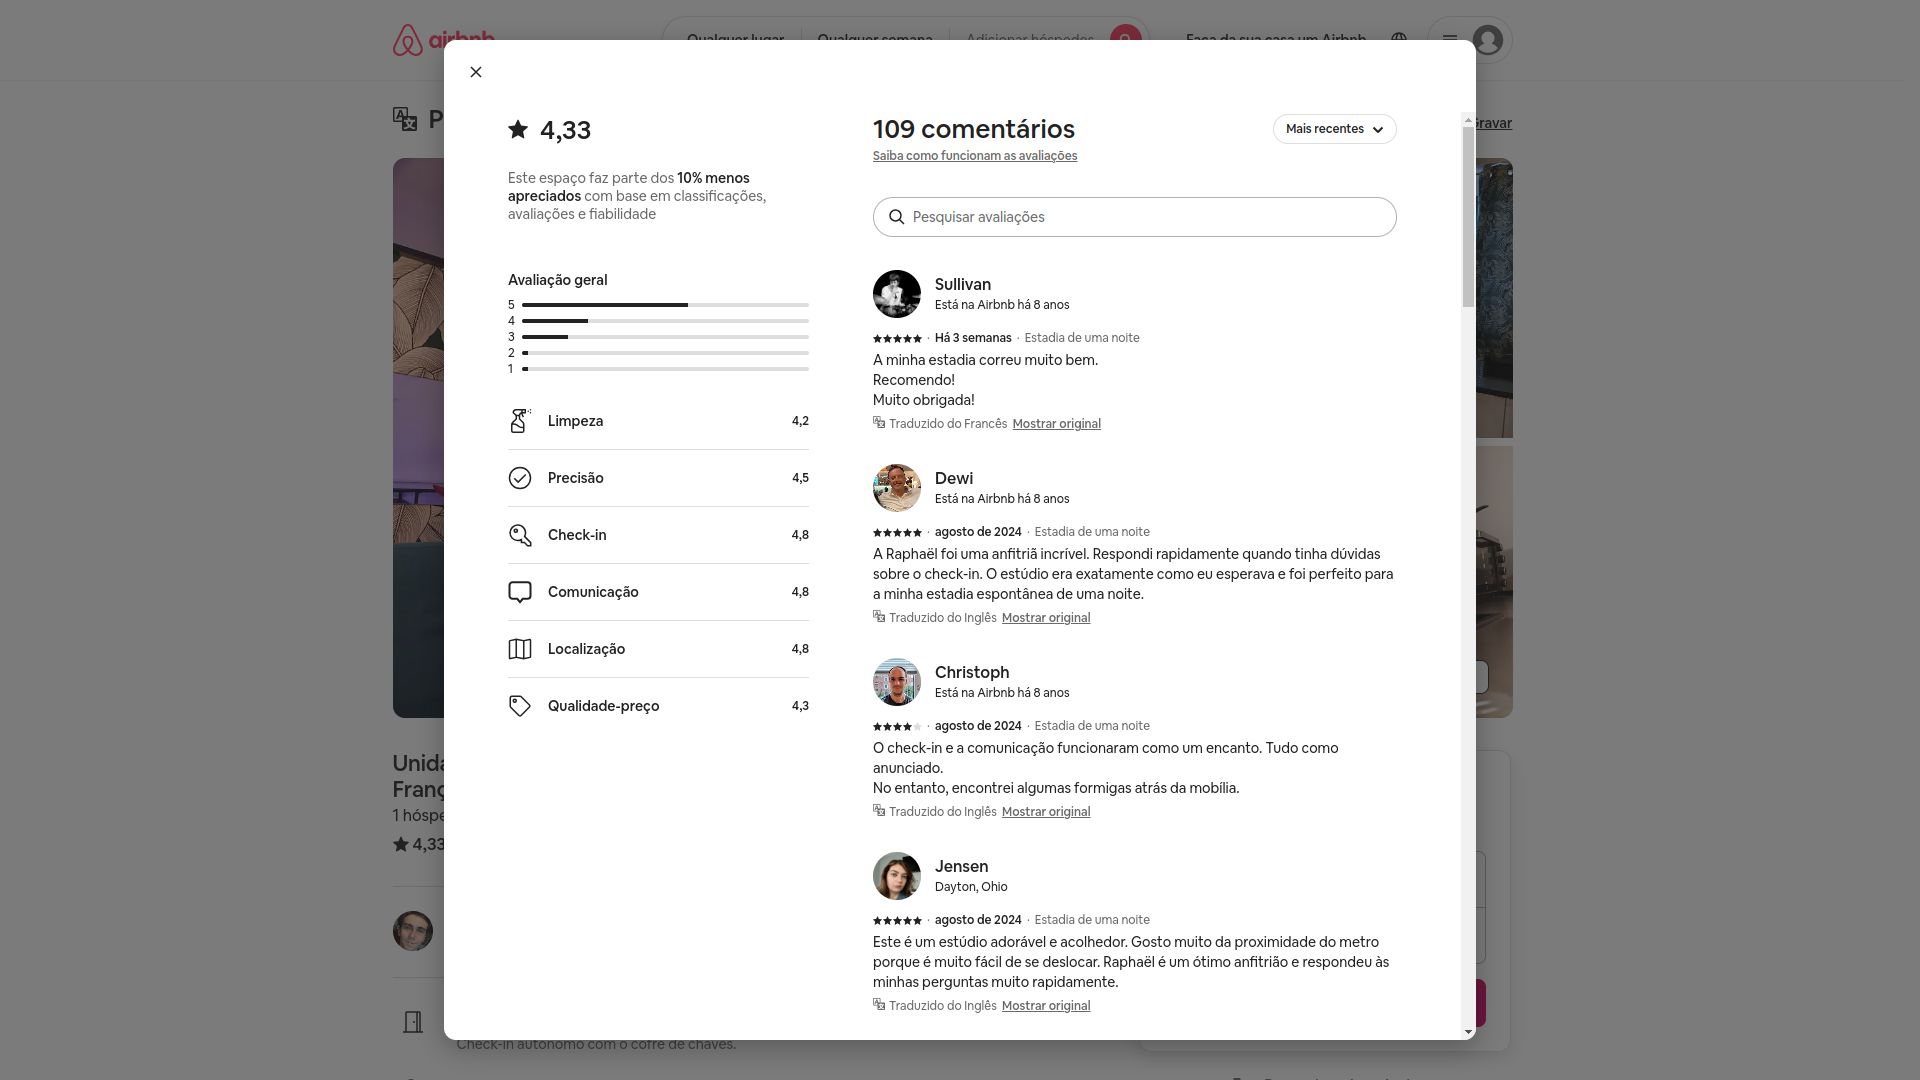 airbnb
Qualquer lugar
Qualquer semana
Adicionar hóspedes
Faça da sua casa um Airbnb
P
Gravar
4,33
Este espaço faz parte dos 10% menos
apreciados com base em classificações,
avaliações e fiabilidade
Avaliação geral
5
4
3
2
1
Limpeza 4,2
Precisão 4,5
Check-in 4,8
Comunicação 4,8
Localização 4,8
Qualidade-preço 4,3
109 comentários
Mais recentes
Saiba como funcionam as avaliações
Pesquisar avaliações
Sullivan
Está na Airbnb há 8 anos
· Há 3 semanas · Estadia de uma noite
A minha estadia correu muito bem.
Recomendo!
Muito obrigada!
Traduzido do Francês Mostrar original
Dewi
Está na Airbnb há 8 anos
· agosto de 2024 · Estadia de uma noite
A Raphaël foi uma anfitriã incrível. Respondi rapidamente quando tinha dúvidas
sobre o check-in. O estúdio era exatamente como eu esperava e foi perfeito para
a minha estadia espontânea de uma noite.
Traduzido do Inglês Mostrar original
Christoph
Está na Airbnb há 8 anos
· agosto de 2024 · Estadia de uma noite
O check-in e a comunicação funcionaram como um encanto. Tudo como
anunciado.
No entanto, encontrei algumas formigas atrás da mobília.
Traduzido do Inglês Mostrar original
Jensen
Dayton, Ohio
· agosto de 2024 · Estadia de uma noite
Este é um estúdio adorável e acolhedor. Gosto muito da proximidade do metro
porque é muito fácil de se deslocar. Raphaël é um ótimo anfitrião e respondeu às
minhas perguntas muito rapidamente.
Traduzido do Inglês Mostrar original
Unida
Franç
1 hóspe
4,33
Check-in autónomo com o cofre de chaves.